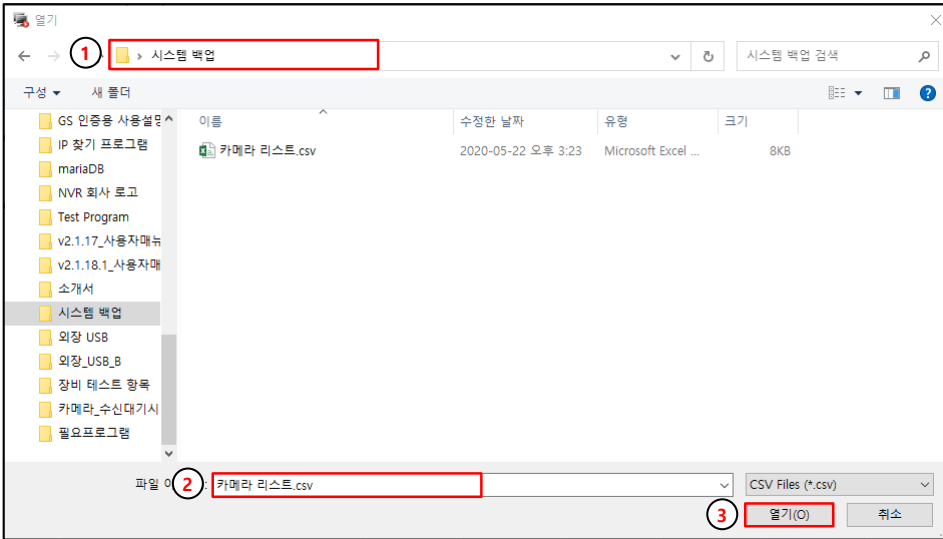 열기
1
시스템 백업
시스템 백업 검색
구성
새 폴더
이름
수정한 날짜
유형
크기
GS 인증용 사용설명
IP 찾기 프로그램
mariaDB
NVR 회사 로고
Test Program
v2.1.17_사용자매뉴
v2.1.18.1_사용자매
소개서
시스템 백업
외장 USB
외장_USB_B
장비 테스트 항목
카메라_수신대기시
필요프로그램
카메라 리스트.csv
2020-05-22 오후 3:23
Microsoft Excel ...
8KB
파일 이
2
:
카메라 리스트.csv
CSV Files (*.csv)
3
열기(O)
취소